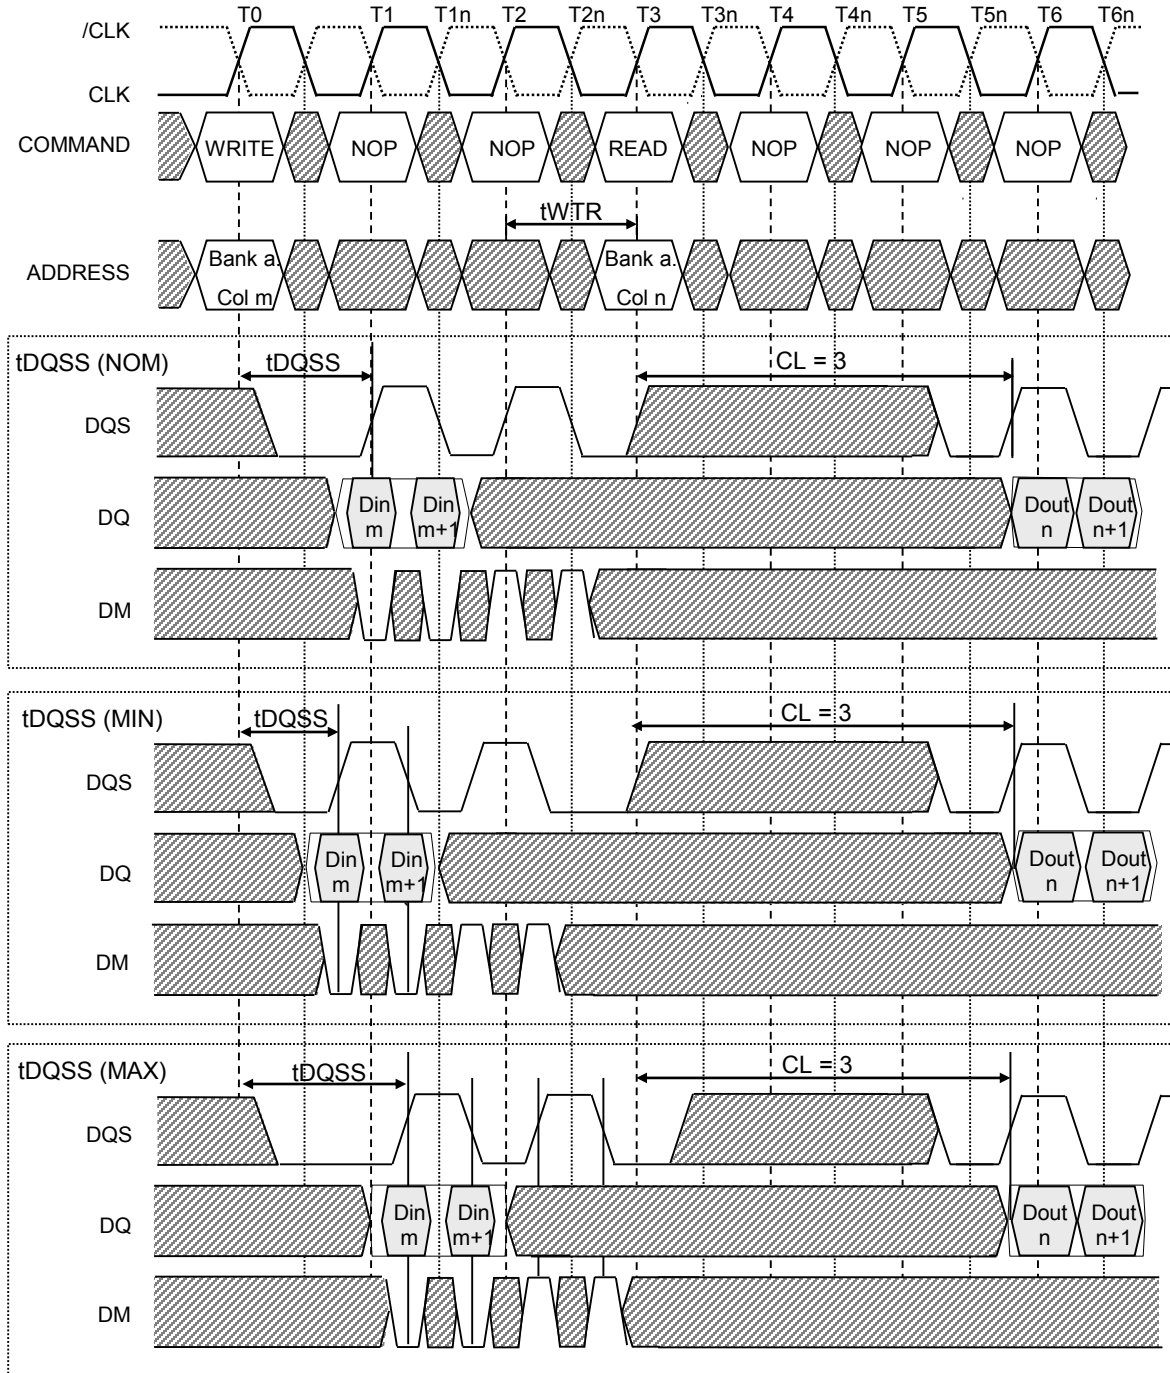 T0 T1 T1n T2 T2n T3 T3n T4 T4n T5 T5n T6 T6n
/CLK
CLK
COMMAND WRITE NOP NOP READ NOP NOP NOP
tWTR
ADDRESS
Bank a. Bank a.
Col m Col n
tDQSS (NOM) tDQSS CL = 3
DQS
DQ
Din Din Dout Dout
m m+1 n n+1
DM
tDQSS (MIN) tDQSS CL = 3
DQS
DQ
Din Din Dout Dout
m m+1 n n+1
DM
tDQSS (MAX) tDQSS CL = 3
DQS
DQ
Din Din Dout Dout
m m+1 n n+1
DM